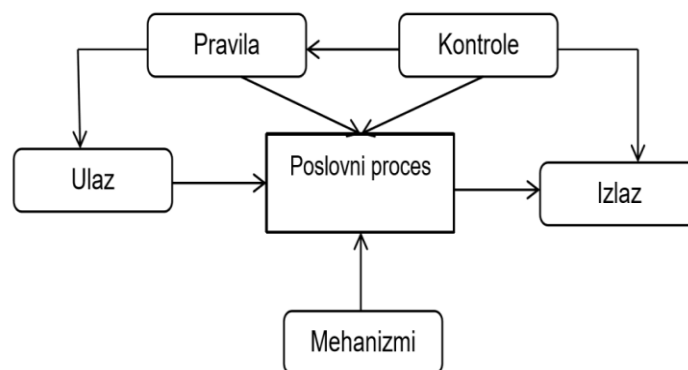 Pravila
Kontrole
Ulaz
Poslovni proces
Izlaz
Mehanizmi